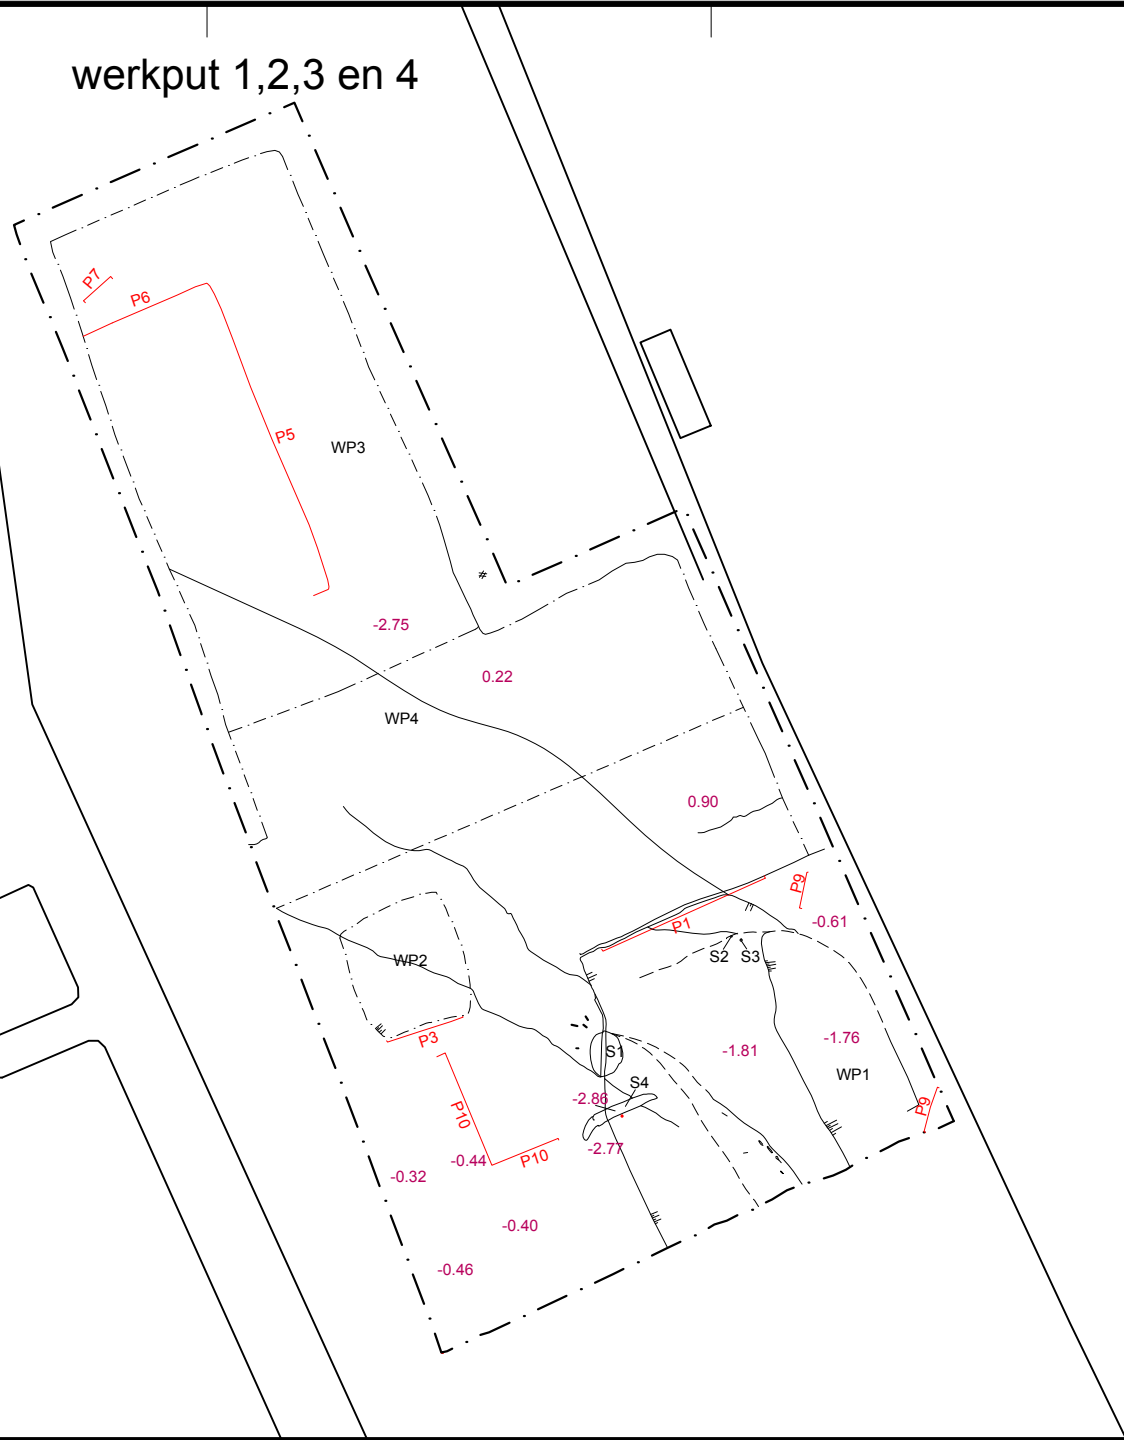 werkput 1,2,3 en 4
P7
P6
P5
WP3
-2.75
0.22
WP4
0.90
P9
P1
-0.61
S2
S3
WP2
P3
S1
-1.81
-1.76
WP1
S4
-2.86
P9
P10
-2.77
-0.44
P10
-0.32
-0.40
-0.46